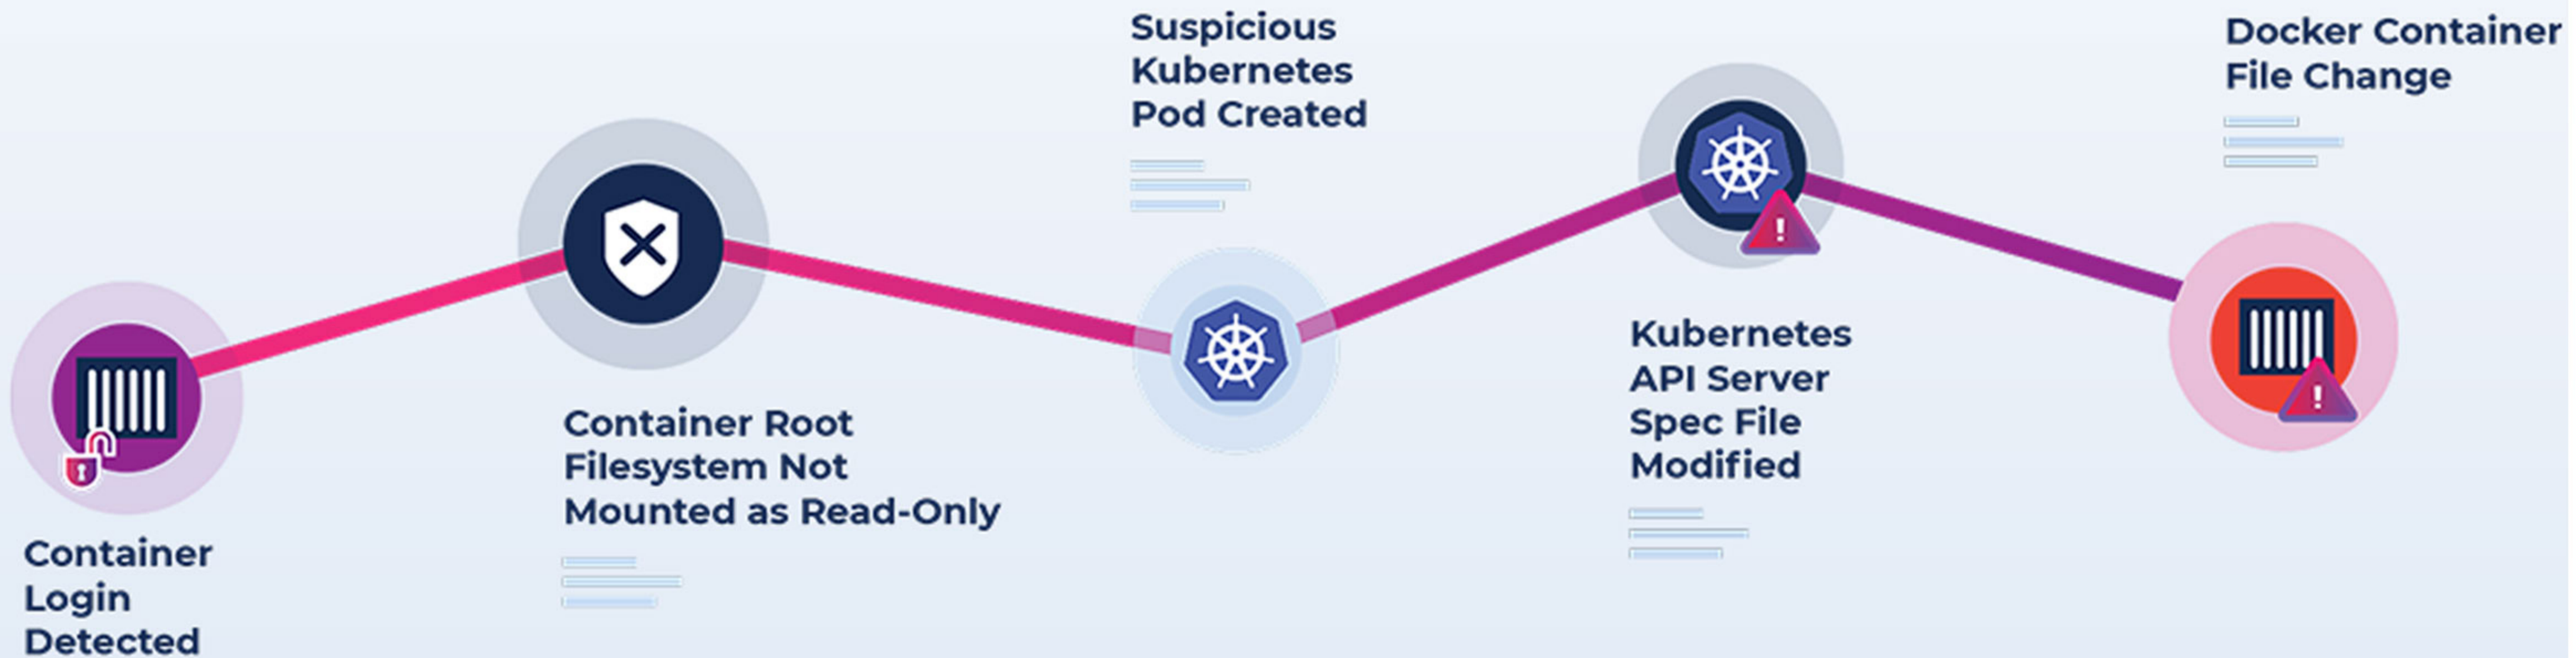 Container
Login
Detected
Container Root
Filesystem Not
Mounted as Read-Only
Suspicious
Kubernetes
Pod Created
Kubernetes
API Server
Spec File
Modified
Docker Container
File Change